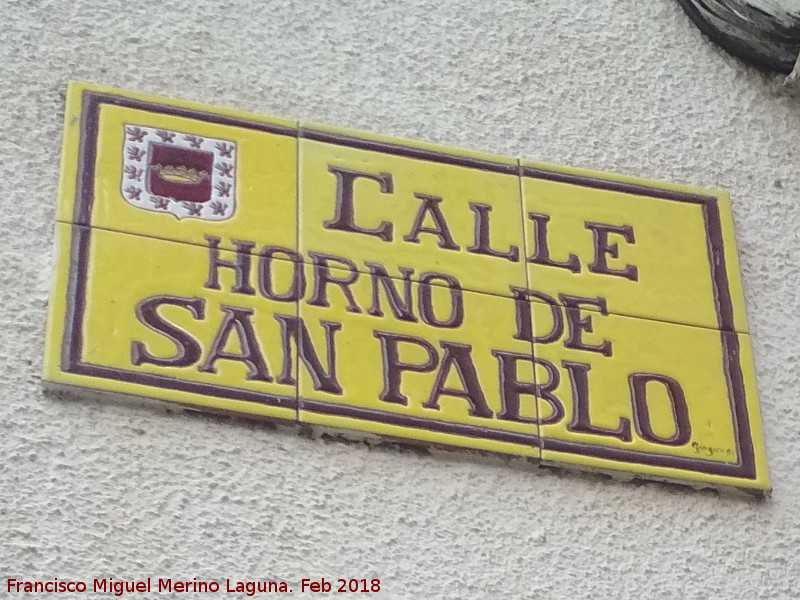 CALLE
HORNO DE
SAN PABLO
Francisco Miguel Merino Laguna. Feb 2018